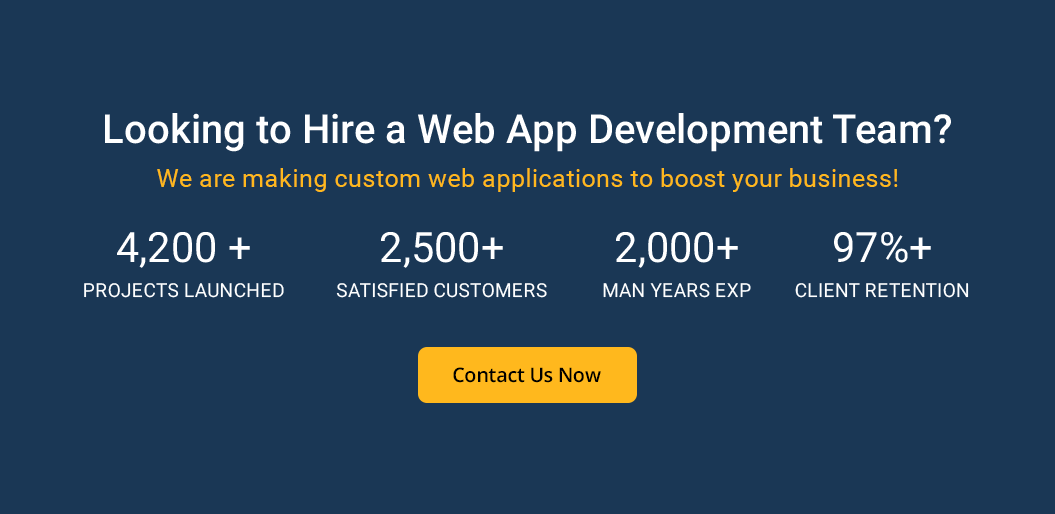 Looking to Hire a Web App Development Team?
We are making custom web applications to boost your business!
4,200 + 2,500+ 2,000+ 97%+
PROJECTS LAUNCHED SATISFIED CUSTOMERS MAN YEARS EXP CLIENT RETENTION
Contact Us Now